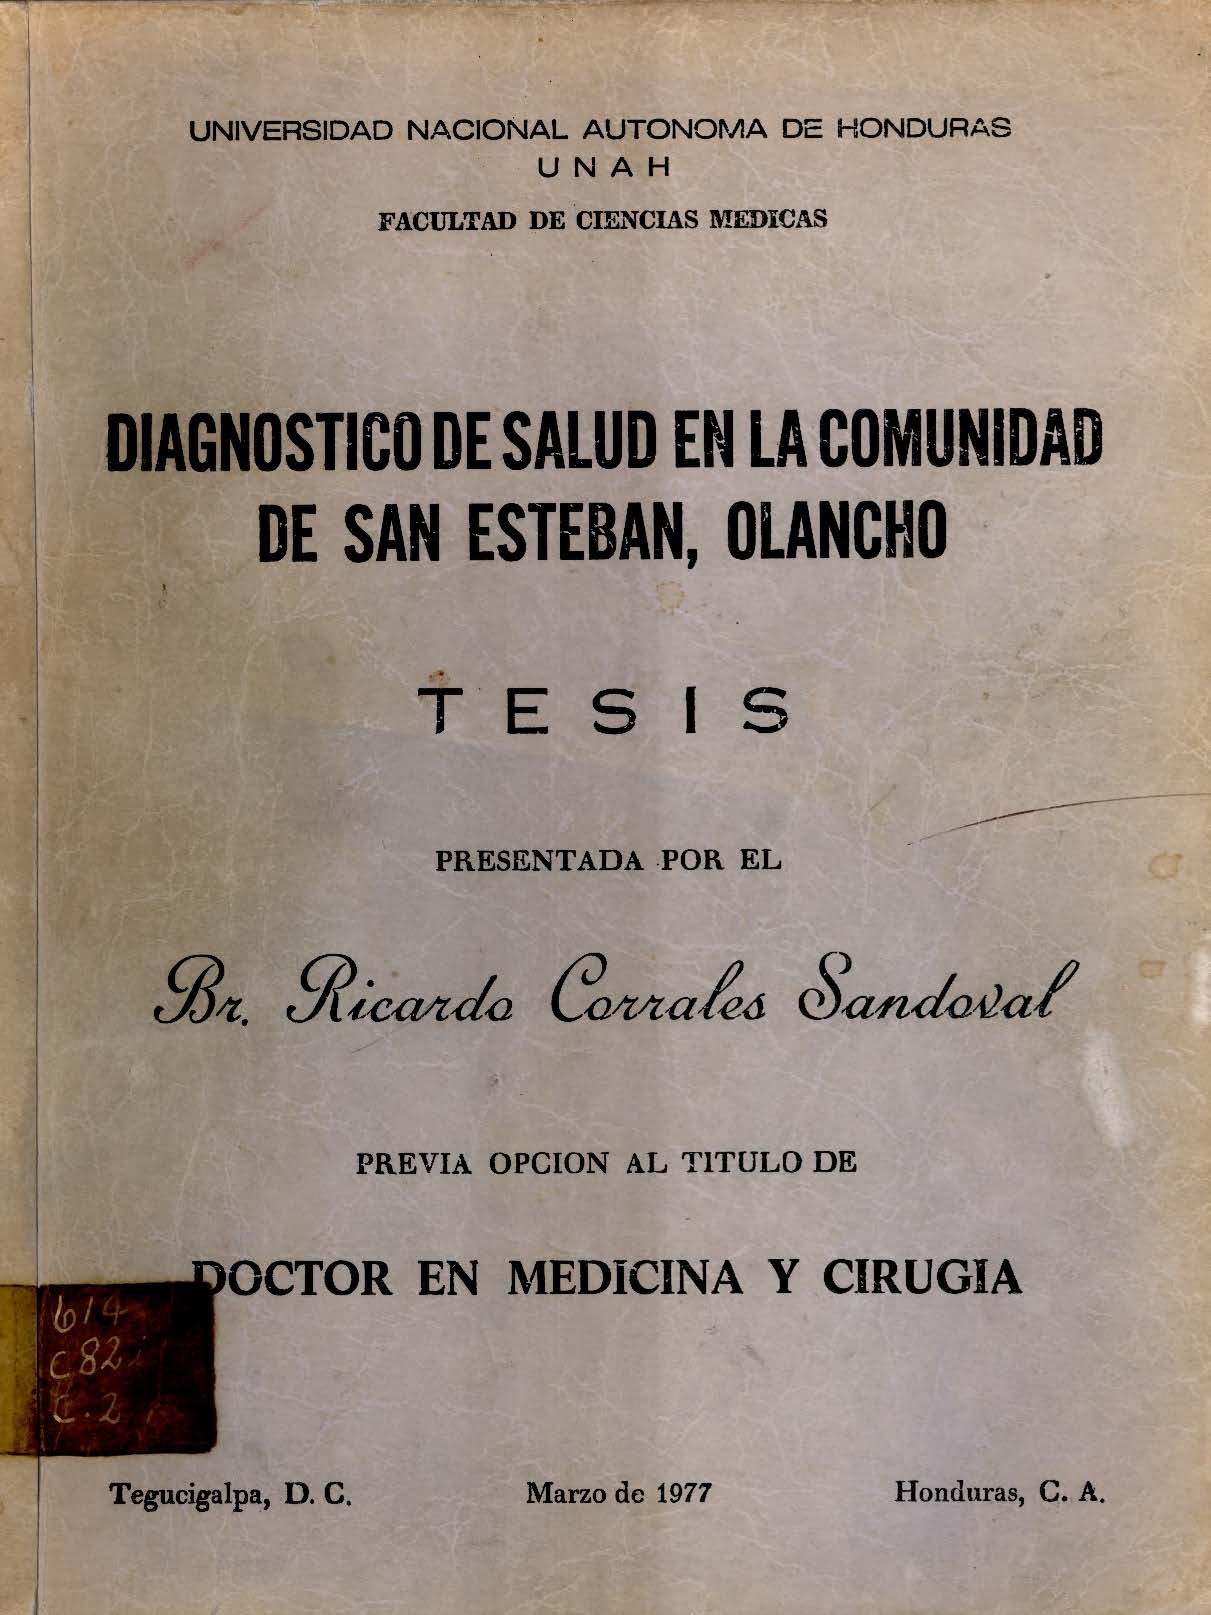 UNIVERSIDAD NACIONAL AUTONOMA DE HONDURAS
U N A H
FACULTAD DE CIENCIAS MEDICAS
DIAGNOSTICO DE SALUD EN LA COMUNIDAD
DE SAN ESTEBAN, OLANCHO
T E S I S
PRESENTADA POR EL
Br. Ricardo Corrales Sandoval
PREVIA OPCION AL TITULO DE
DOCTOR EN MEDICINA Y CIRUGIA
614
C82
C.2
Tegucigalpa, D. C. Marzo de 1977 Honduras, C. A.